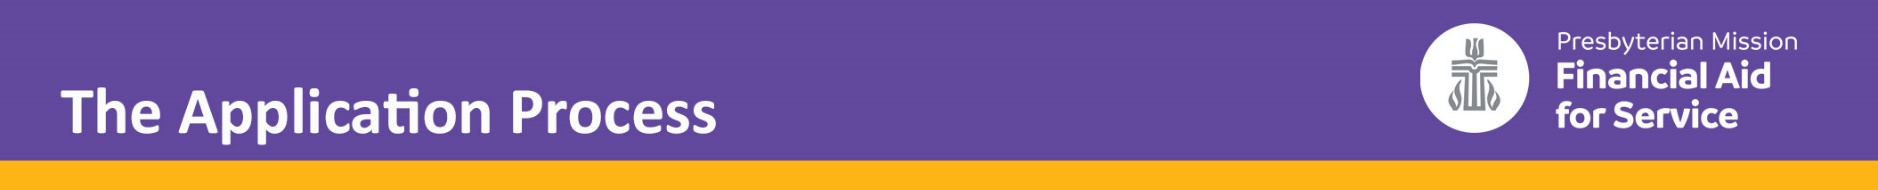 The Application Process
Presbyterian Mission
Financial Aid
for Service